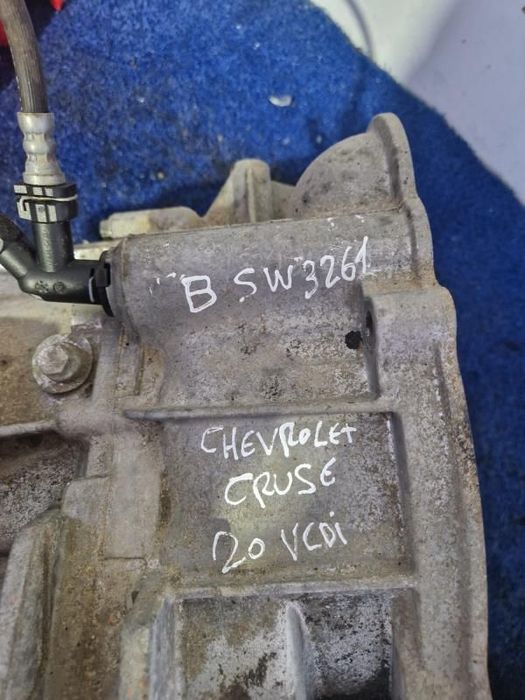 B SW3261
CHEVROLET
CRUSE
20 VCDi